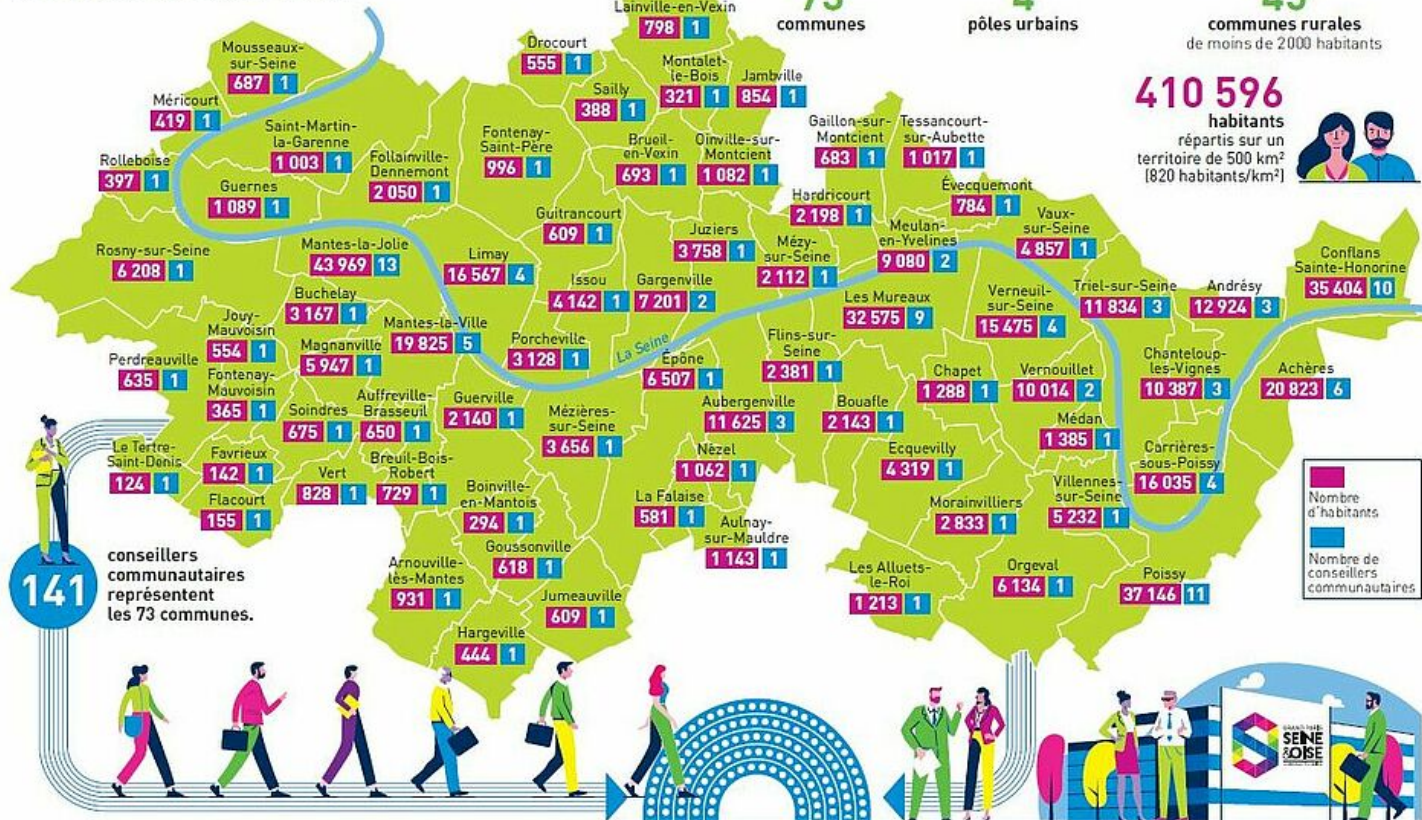 73
communes
4
pôles urbains
45
communes rurales
de moins de 2000 habitants
410 596
habitants
répartis sur un
territoire de 500 km²
(820 habitants/km²)
Lainville-en-Vexin
798 1
Drocourt
555 1
Mousseaux-
sur-Seine
687 1
Montalet-
le-Bois
321 1
Jambville
854 1
Sailly
388 1
Méricourt
419 1
Saint-Martin-
la-Garenne
1 003 1
Fontenay-
Saint-Père
996 1
Brueil-
en-Vexin
693 1
Oinville-sur-
Montcient
1 082 1
Gaillon-sur-
Montcient
683 1
Tessancourt-
sur-Aubette
1 017 1
Rolleboise
397 1
Follainville-
Dennemont
2 050 1
Guernes
1 089 1
Hardricourt
2 198 1
Évecquemont
784 1
Guitrancourt
609 1
Juziers
3 758 1
Mézy-
sur-Seine
2 112 1
Meulan-
en-Yvelines
9 080 2
Vaux-
sur-Seine
4 857 1
Rosny-sur-Seine
6 208 1
Mantes-la-Jolie
43 969 13
Limay
16 567 4
Issou
4 142 1
Gargenville
7 201 2
Les Mureaux
32 575 9
Verneuil-
sur-Seine
15 475 4
Triel-sur-Seine
11 834 3
Andrésy
12 924 3
Conflans
Sainte-Honorine
35 404 10
Buchelay
3 167 1
Jouy-
Mauvoisin
554 1
Magnanville
5 947 1
Mantes-la-Ville
19 825 5
Porcheville
3 128 1
La Seine
Épône
6 507 1
Flins-sur-
Seine
2 381 1
Perdreauville
635 1
Fontenay-
Mauvoisin
365 1
Chapet
1 288 1
Vernouillet
10 014 2
Chanteloup-
les-Vignes
10 387 3
Achères
20 823 6
Soindres
675 1
Auffreville-
Brasseuil
650 1
Guerville
2 140 1
Mézières-
sur-Seine
3 656 1
Aubergenville
11 625 3
Bouafle
2 143 1
Médan
1 385 1
Le Tertre-
Saint-Denis
124 1
Favrieux
142 1
Vert
828 1
Breuil-Bois-
Robert
729 1
Nézel
1 062 1
Ecquevilly
4 319 1
Carrières-
sous-Poissy
16 035 4
Flacourt
155 1
Boinville-
en-Mantois
294 1
La Falaise
581 1
Aulnay-
sur-Mauldre
1 143 1
Morainvilliers
2 833 1
Villennes-
sur-Seine
5 232 1
Goussonville
618 1
Arnouville-
lès-Mantes
931 1
Jumeauville
609 1
Les Alluets-
le-Roi
1 213 1
Orgeval
6 134 1
Poissy
37 146 11
Hargeville
444 1
Nombre
d'habitants
Nombre de
conseillers
communautaires
141
conseillers
communautaires
représentent
les 73 communes.
GRAND PARIS
SEINE
&OISE